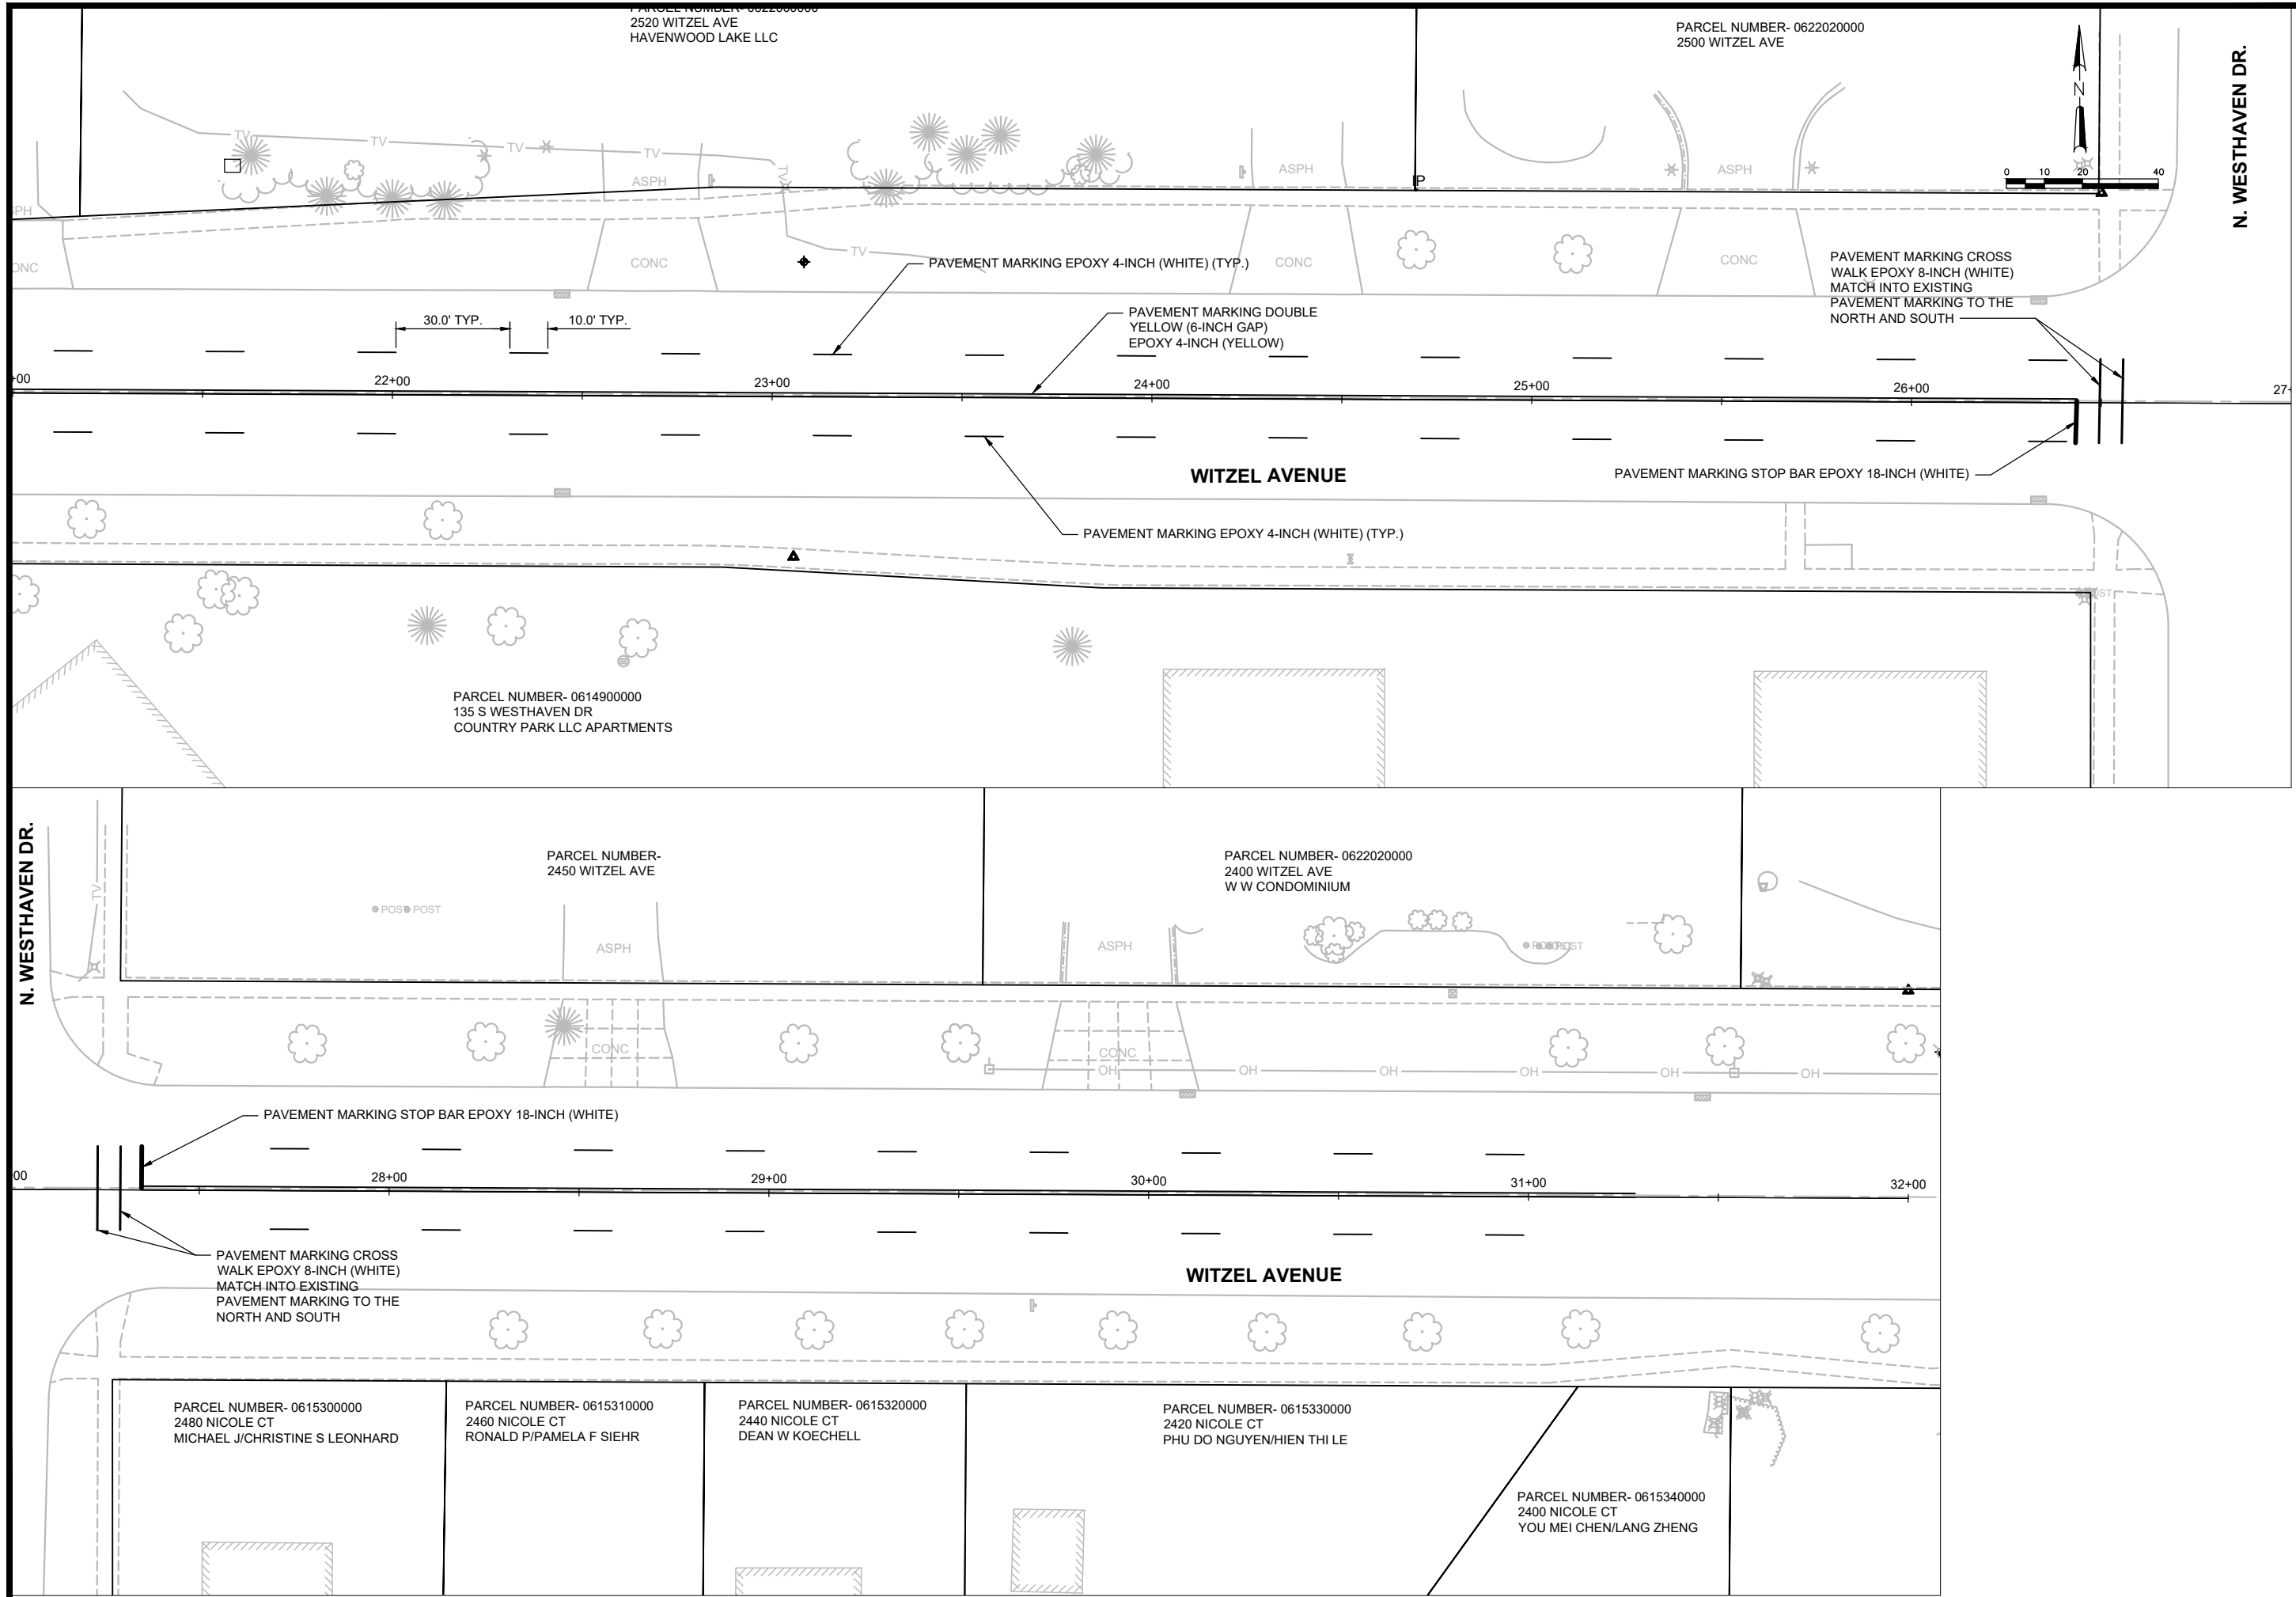 PARCEL NUMBER- 0622000000
2520 WITZEL AVE
HAVENWOOD LAKE LLC
PARCEL NUMBER- 0622020000
2500 WITZEL AVE
N. WESTHAVEN DR.
N
0 10 20 40
TV
TV
TV
TV
TV
TV
ASPH
ASPH
ASPH
IP
CONC
CONC
CONC
PAVEMENT MARKING EPOXY 4-INCH (WHITE) (TYP.)
PAVEMENT MARKING CROSS
WALK EPOXY 8-INCH (WHITE)
MATCH INTO EXISTING
PAVEMENT MARKING TO THE
NORTH AND SOUTH
30.0' TYP.
10.0' TYP.
PAVEMENT MARKING DOUBLE
YELLOW (6-INCH GAP)
EPOXY 4-INCH (YELLOW)
+00
22+00
23+00
24+00
25+00
26+00
27+
WITZEL AVENUE
PAVEMENT MARKING STOP BAR EPOXY 18-INCH (WHITE)
PAVEMENT MARKING EPOXY 4-INCH (WHITE) (TYP.)
PARCEL NUMBER- 0614900000
135 S WESTHAVEN DR
COUNTRY PARK LLC APARTMENTS
N. WESTHAVEN DR.
TV
PARCEL NUMBER-
2450 WITZEL AVE
PARCEL NUMBER- 0622020000
2400 WITZEL AVE
W W CONDOMINIUM
POST
POST
ASPH
ASPH
CONC
CONC
OH
OH
OH
OH
OH
OH
PAVEMENT MARKING STOP BAR EPOXY 18-INCH (WHITE)
00
28+00
29+00
30+00
31+00
32+00
PAVEMENT MARKING CROSS
WALK EPOXY 8-INCH (WHITE)
MATCH INTO EXISTING
PAVEMENT MARKING TO THE
NORTH AND SOUTH
WITZEL AVENUE
PARCEL NUMBER- 0615300000
2480 NICOLE CT
MICHAEL J/CHRISTINE S LEONHARD
PARCEL NUMBER- 0615310000
2460 NICOLE CT
RONALD P/PAMELA F SIEHR
PARCEL NUMBER- 0615320000
2440 NICOLE CT
DEAN W KOECHELL
PARCEL NUMBER- 0615330000
2420 NICOLE CT
PHU DO NGUYEN/HIEN THI LE
PARCEL NUMBER- 0615340000
2400 NICOLE CT
YOU MEI CHEN/LANG ZHENG